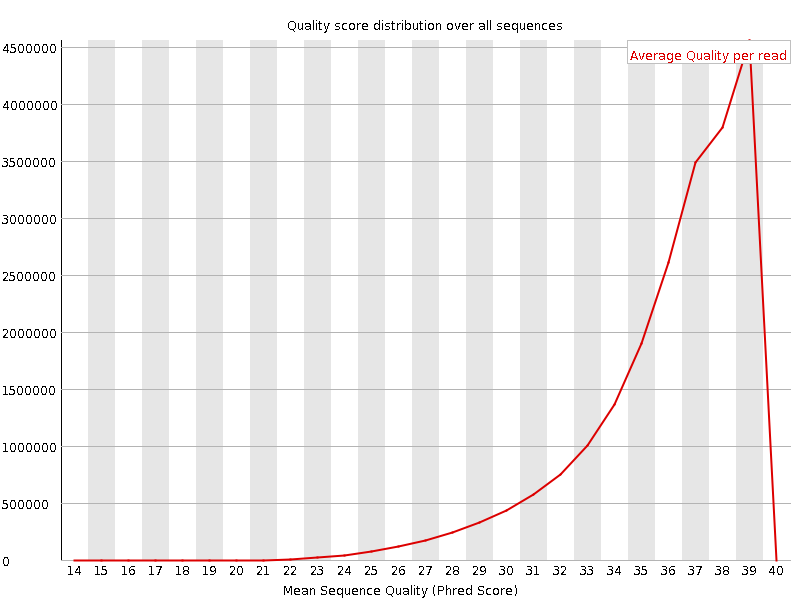 Quality score distribution over all sequences
Average Quality per read
4500000
4000000
3500000
3000000
2500000
2000000
1500000
1000000
500000
0
14 15 16 17 18 19 20 21 22 23 24 25 26 27 28 29 30 31 32 33 34 35 36 37 38 39 40
Mean Sequence Quality (Phred Score)